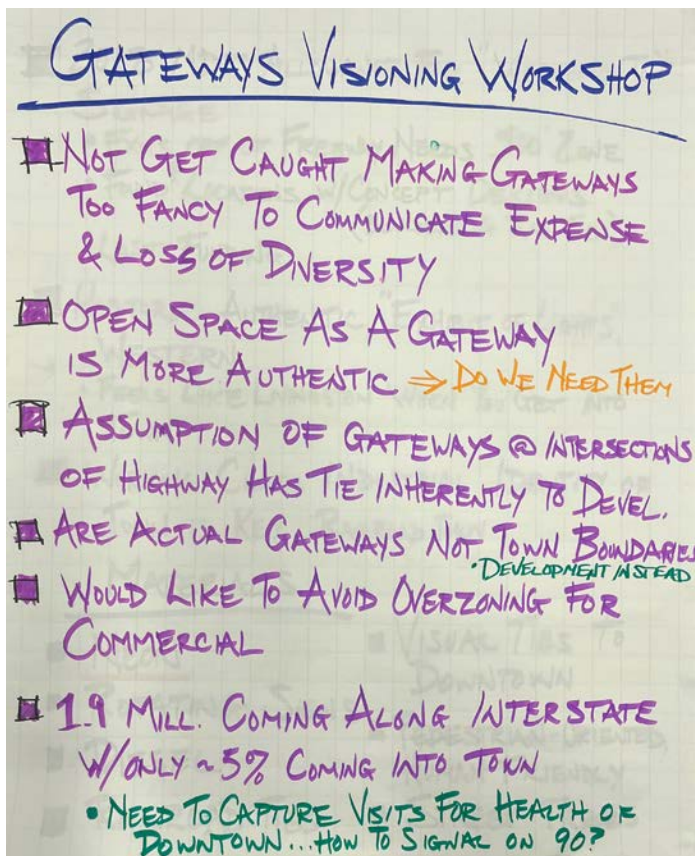 GATEWAYS VISIONING WORKSHOP
NOT GET CAUGHT MAKING GATEWAYS
TOO FANCY TO COMMUNICATE EXPENSE
& LOSS OF DIVERSITY
OPEN SPACE AS A GATEWAY
IS MORE AUTHENTIC ⇒ DO WE NEED THEM
ASSUMPTION OF GATEWAYS @ INTERSECTIONS
OF HIGHWAY HAS TIE INHERENTLY TO DEVEL.
ARE ACTUAL GATEWAYS NOT TOWN BOUNDARIES
• DEVELOPMENT INSTEAD
WOULD LIKE TO AVOID OVERZONING FOR
COMMERCIAL
1.9 MILL. COMING ALONG INTERSTATE
W/ONLY ~5% COMING INTO TOWN
• NEED TO CAPTURE VISITS FOR HEALTH OF
DOWNTOWN...HOW TO SIGNAL ON 90?